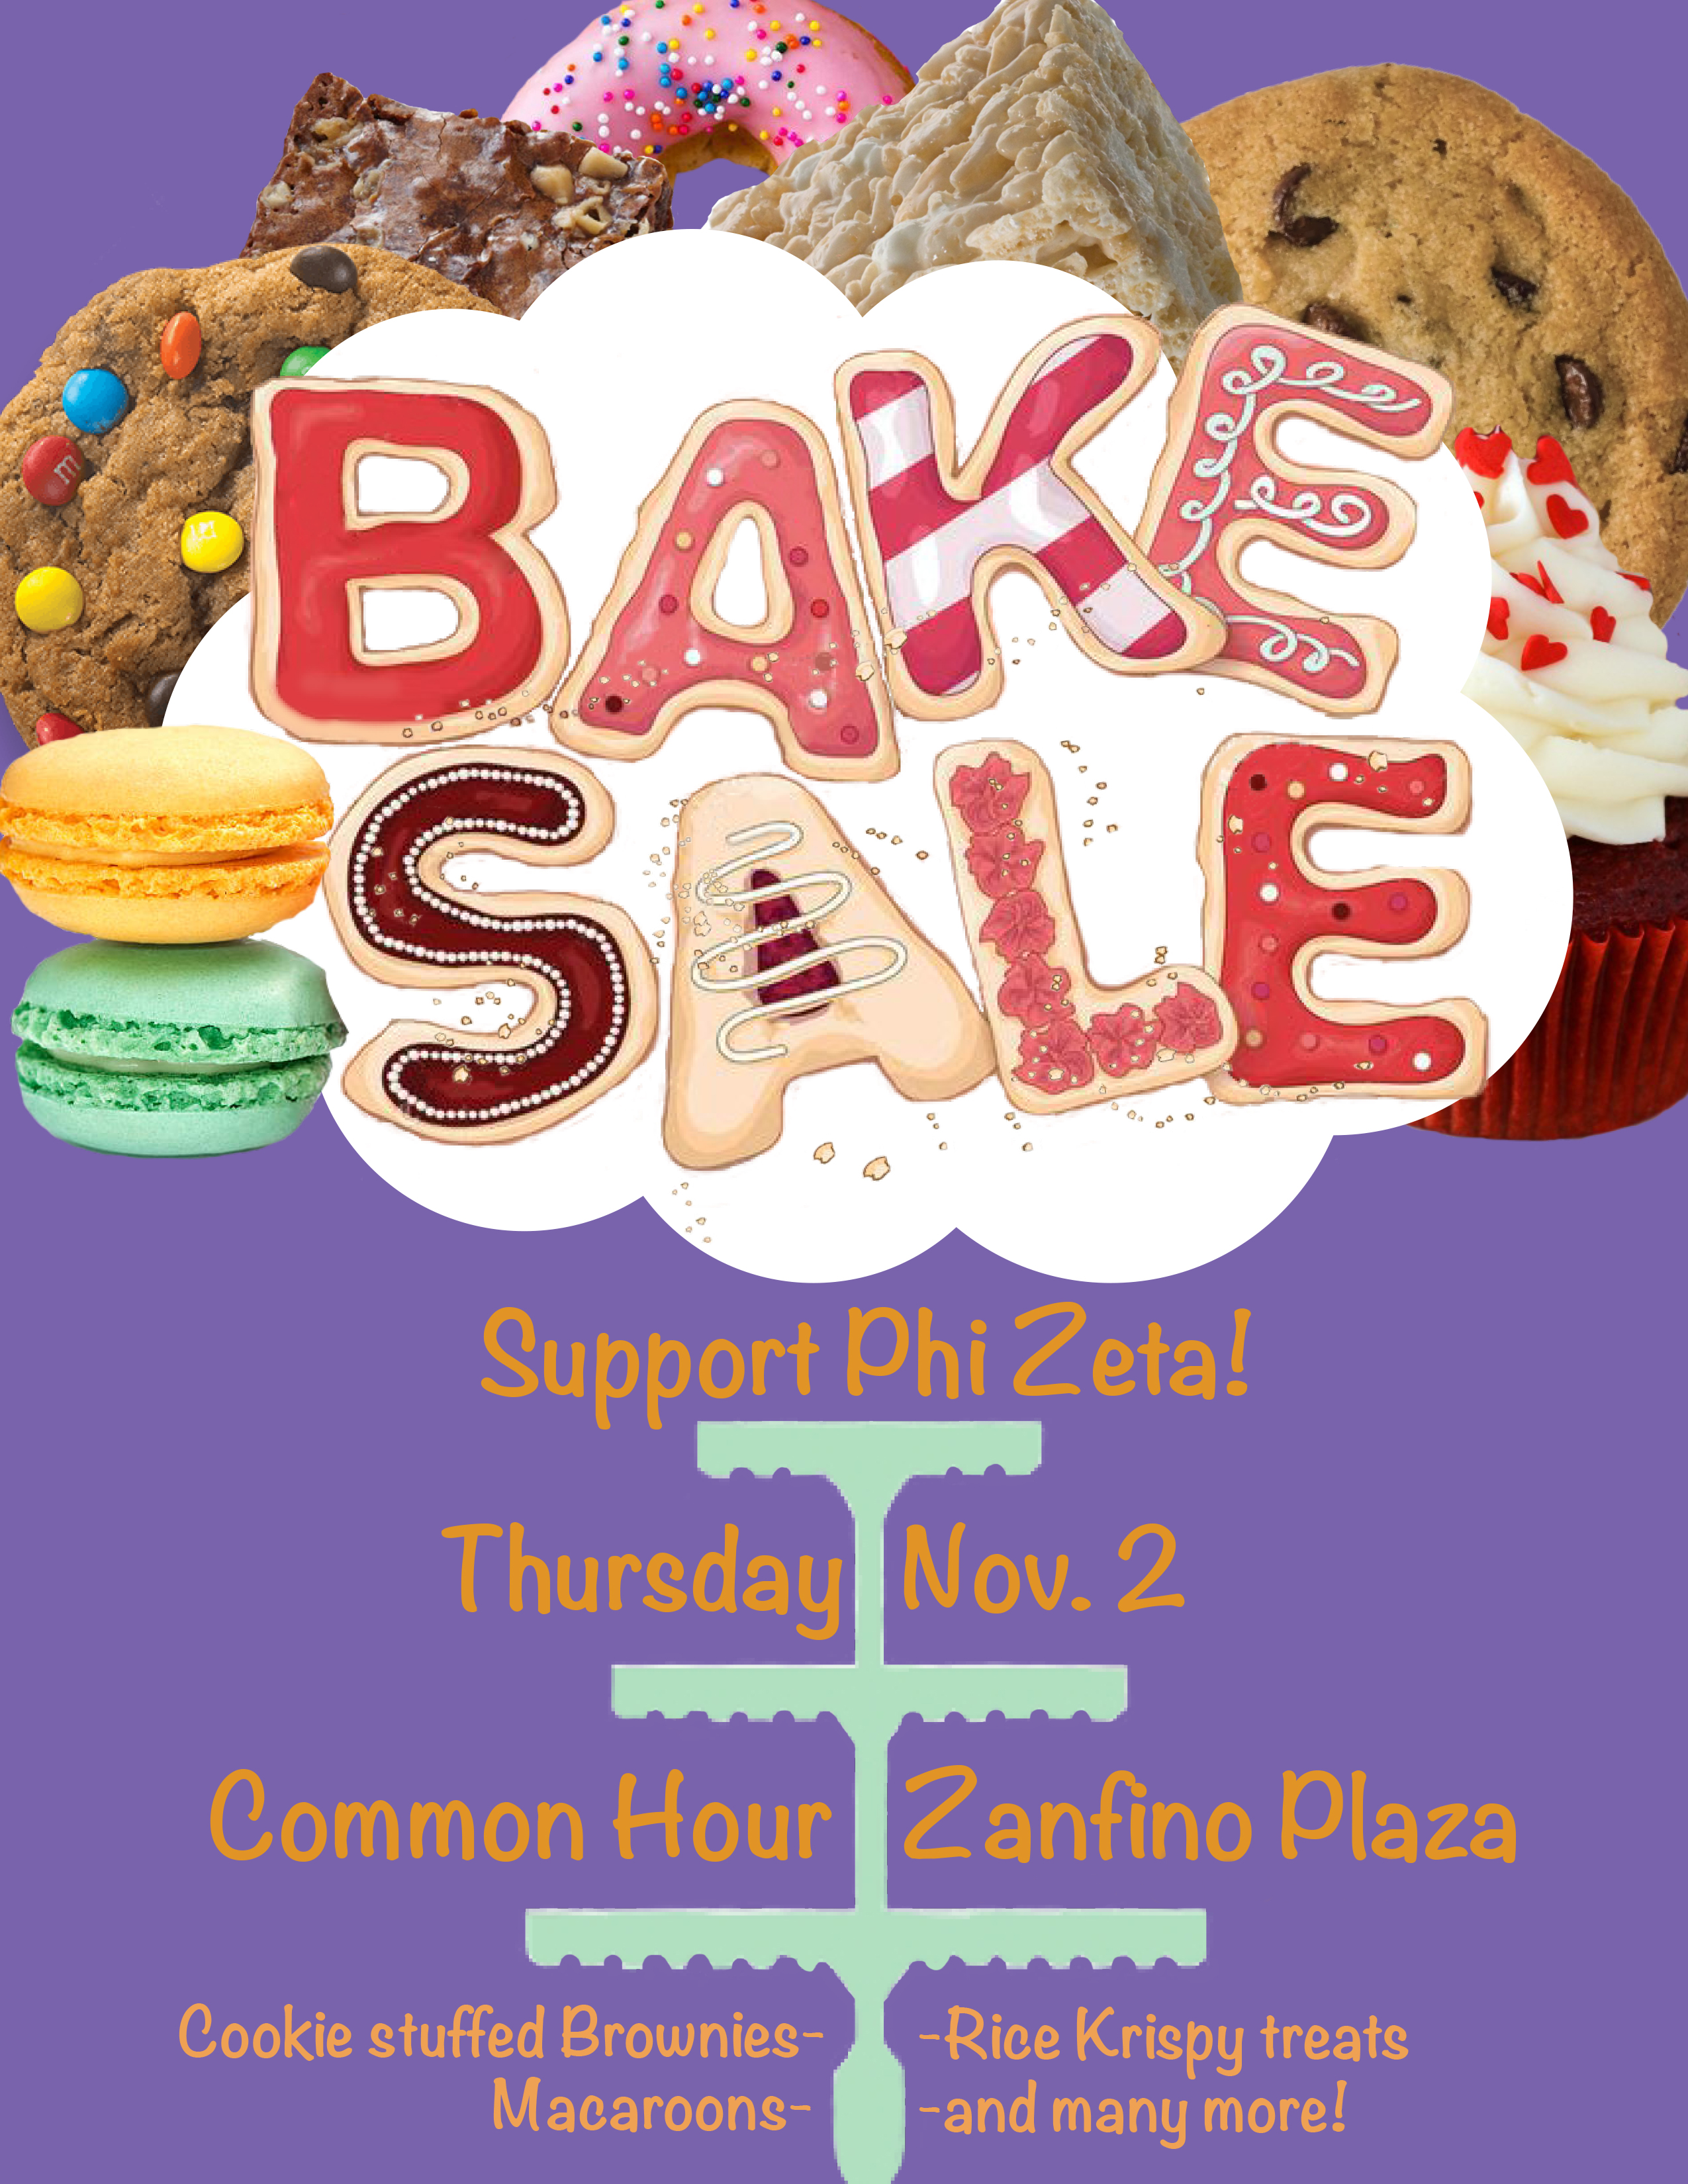 BAKE
SALE
Support Phi Zeta!
Thursday Nov. 2
Common Hour Zanfino Plaza
Cookie stuffed Brownies- -Rice Krispy treats
Macaroons- -and many more!